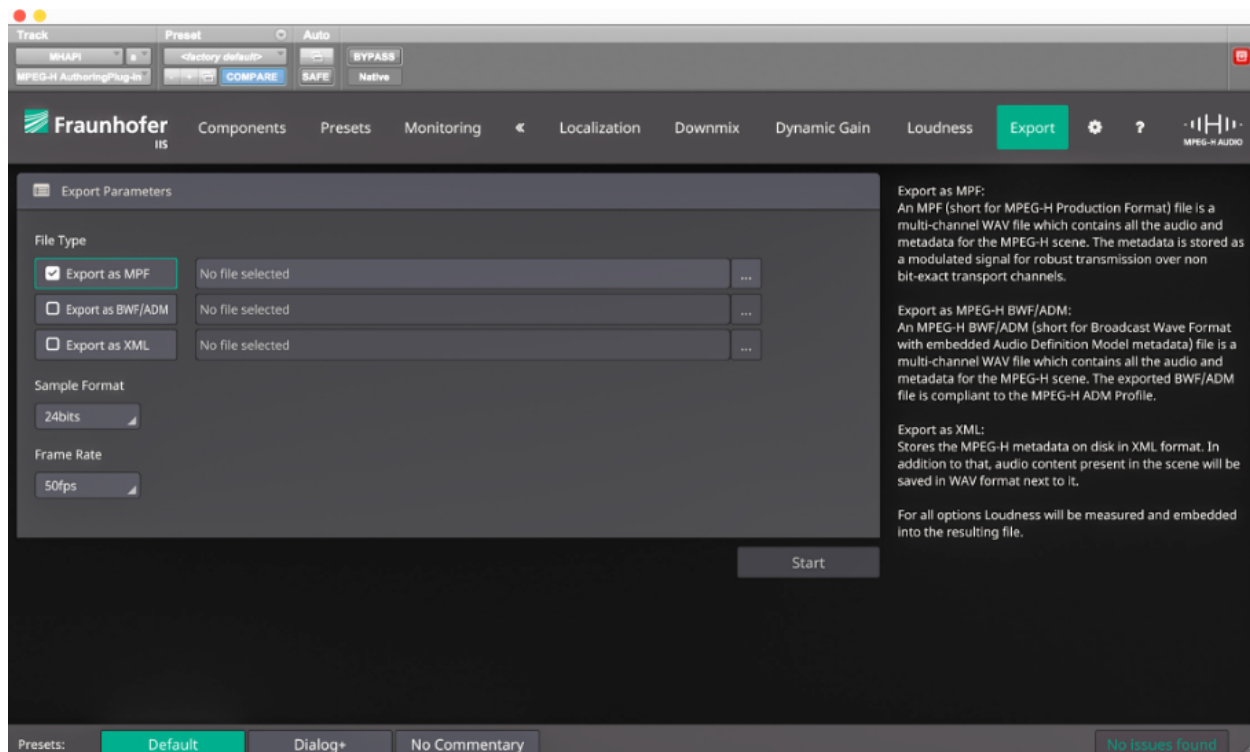 Track Preset Auto
MHAPI a <factory default> BYPASS
MPEG-H AuthoringPlug-in - + COMPARE SAFE Native
Fraunhofer
IIS
Components Presets Monitoring « Localization Downmix Dynamic Gain Loudness Export ?
MPEG-H AUDIO
Export Parameters
File Type
Export as MPF No file selected ...
Export as BWF/ADM No file selected ...
Export as XML No file selected ...
Sample Format
24bits
Frame Rate
50fps
Start
Export as MPF:
An MPF (short for MPEG-H Production Format) file is a
multi-channel WAV file which contains all the audio and
metadata for the MPEG-H scene. The metadata is stored as
a modulated signal for robust transmission over non
bit-exact transport channels.
Export as MPEG-H BWF/ADM:
An MPEG-H BWF/ADM (short for Broadcast Wave Format
with embedded Audio Definition Model metadata) file is a
multi-channel WAV file which contains all the audio and
metadata for the MPEG-H scene. The exported BWF/ADM
file is compliant to the MPEG-H ADM Profile.
Export as XML:
Stores the MPEG-H metadata on disk in XML format. In
addition to that, audio content present in the scene will be
saved in WAV format next to it.
For all options Loudness will be measured and embedded
into the resulting file.
Presets: Default Dialog+ No Commentary No issues found